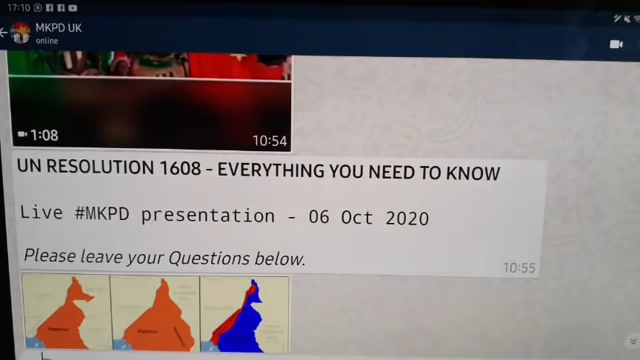 17:10
MKPD UK
online
1:08
10:54
UN RESOLUTION 1608 - EVERYTHING YOU NEED TO KNOW
Live #MKPD presentation - 06 Oct 2020
Please leave your Questions below.
10:55